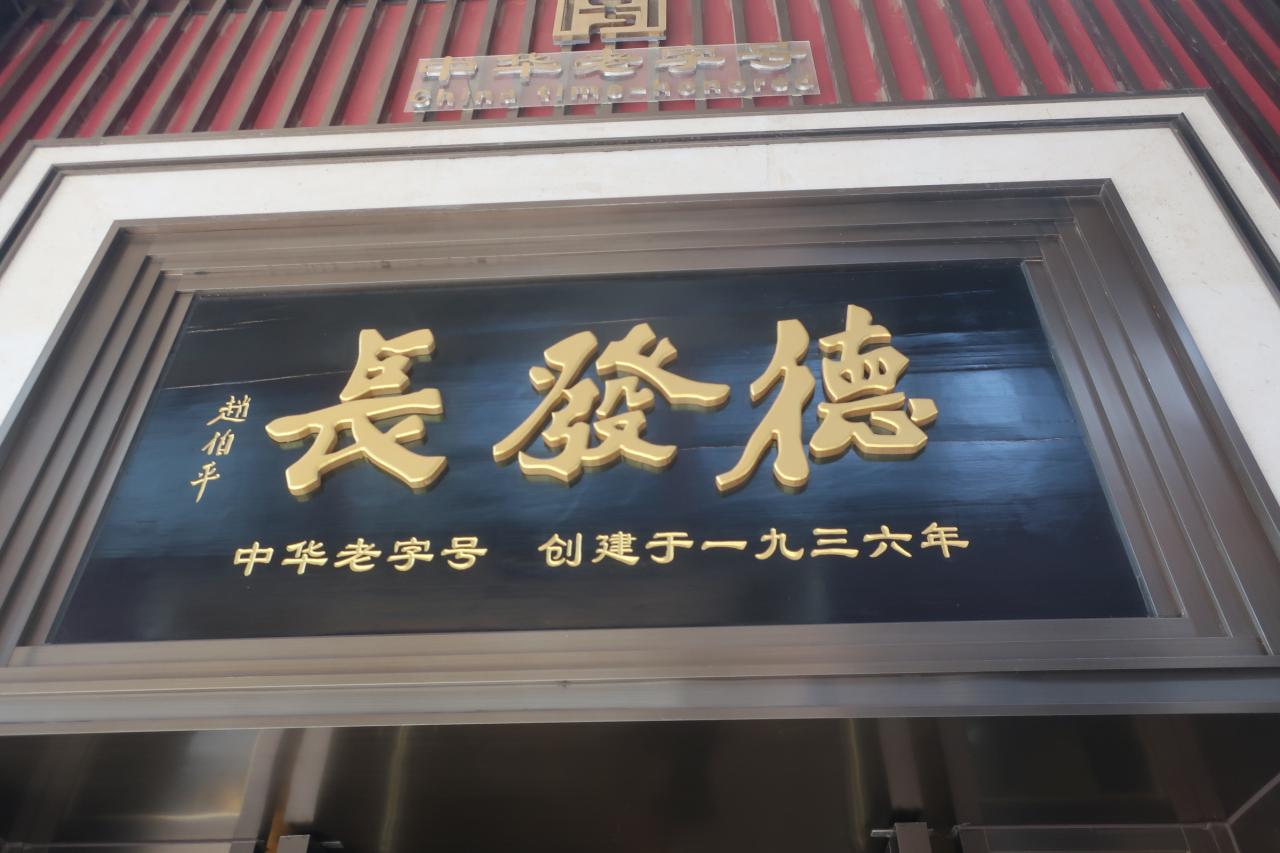 中华老字号
China time-honored
長發德
趙伯平
中华老字号 创建于一九三六年